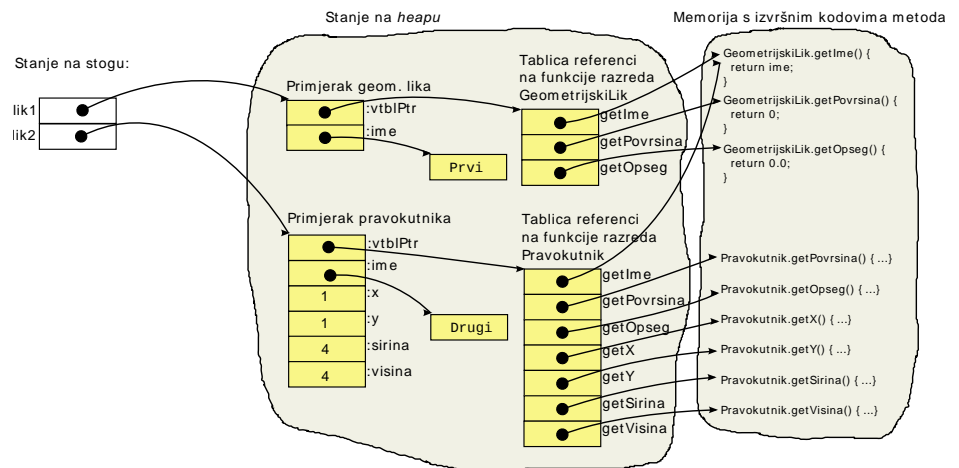 Stanje na heapu
Memorija s izvršnim kodovima metoda
Stanje na stogu:
lik1
lik2
Primjerak geom. lika
:vtblPtr
:ime
Prvi
Tablica referenci
na funkcije razreda
GeometrijskiLik
getIme
getPovrsina
getOpseg
GeometrijskiLik.getIme() {
return ime;
}
GeometrijskiLik.getPovrsina() {
return 0;
}
GeometrijskiLik.getOpseg() {
return 0.0;
}
Primjerak pravokutnika
:vtblPtr
:ime
1 :x
1 :y
4 :sirina
4 :visina
Drugi
Tablica referenci
na funkcije razreda
Pravokutnik
getIme
getPovrsina
getOpseg
getX
getY
getSirina
getVisina
Pravokutnik.getPovrsina() { ...}
Pravokutnik.getOpseg() { ...}
Pravokutnik.getX() { ...}
Pravokutnik.getY() { ...}
Pravokutnik.getSirina() { ...}
Pravokutnik.getVisina() { ...}